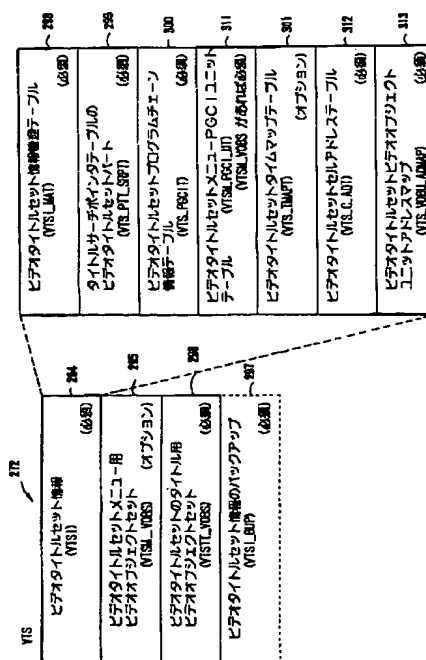 VTS
272
ビデオタイトルセット情報
(VTSI)
(必須)
294
ビデオタイトルセットメニュー用
ビデオオブジェクトセット
(VTSM_VOBS)
(オプション)
295
ビデオタイトルセットのタイトル用
ビデオオブジェクトセット
(VTSTT_VOBS)
(必須)
296
ビデオタイトルセット情報のバックアップ
(VTSI_BUP)
(必須)
297
ビデオタイトルセット情報管理テーブル
(VTSI_MAT)
(必須)
298
タイトルサーチポインタテーブルの
ビデオタイトルセットパート
(VTS_PTT_SRPT)
(必須)
299
ビデオタイトルセットプログラムチェーン
情報テーブル
(VTS_PGCIT)
(必須)
300
ビデオタイトルセットメニューPGCIユニット
テーブル
(VTSM_PGCI_UT)
(VTSM_VOBS があれば必須)
311
ビデオタイトルセットタイムマップテーブル
(VTS_TMAPT)
(オプション)
301
ビデオタイトルセットセルアドレステーブル
(VTS_C_ADT)
(必須)
312
ビデオタイトルセットビデオオブジェクト
ユニットアドレスマップ
(VTS_VOBU_ADMAP)
(必須)
313